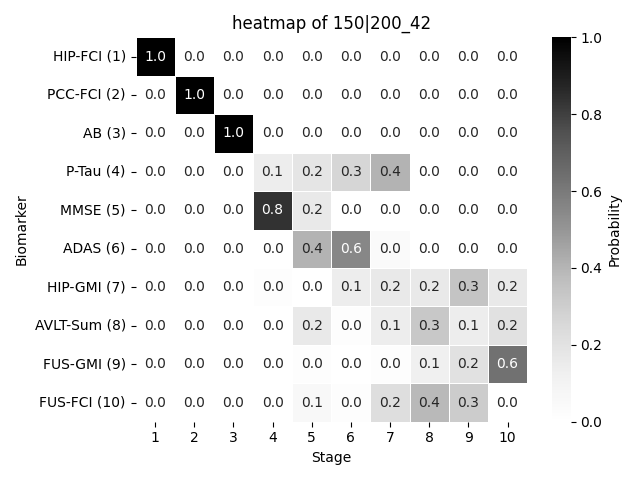 heatmap of 150|200_42
HIP-FCI (1) 1.0 0.0 0.0 0.0 0.0 0.0 0.0 0.0 0.0 0.0
PCC-FCI (2) 0.0 1.0 0.0 0.0 0.0 0.0 0.0 0.0 0.0 0.0
AB (3) 0.0 0.0 1.0 0.0 0.0 0.0 0.0 0.0 0.0 0.0
P-Tau (4) 0.0 0.0 0.0 0.1 0.2 0.3 0.4 0.0 0.0 0.0
MMSE (5) 0.0 0.0 0.0 0.8 0.2 0.0 0.0 0.0 0.0 0.0
ADAS (6) 0.0 0.0 0.0 0.0 0.4 0.6 0.0 0.0 0.0 0.0
HIP-GMI (7) 0.0 0.0 0.0 0.0 0.0 0.1 0.2 0.2 0.3 0.2
AVLT-Sum (8) 0.0 0.0 0.0 0.0 0.2 0.0 0.1 0.3 0.1 0.2
FUS-GMI (9) 0.0 0.0 0.0 0.0 0.0 0.0 0.0 0.1 0.2 0.6
FUS-FCI (10) 0.0 0.0 0.0 0.0 0.1 0.0 0.2 0.4 0.3 0.0
1 2 3 4 5 6 7 8 9 10
Stage
Biomarker
1.0
0.8
0.6
0.4
0.2
0.0
Probability